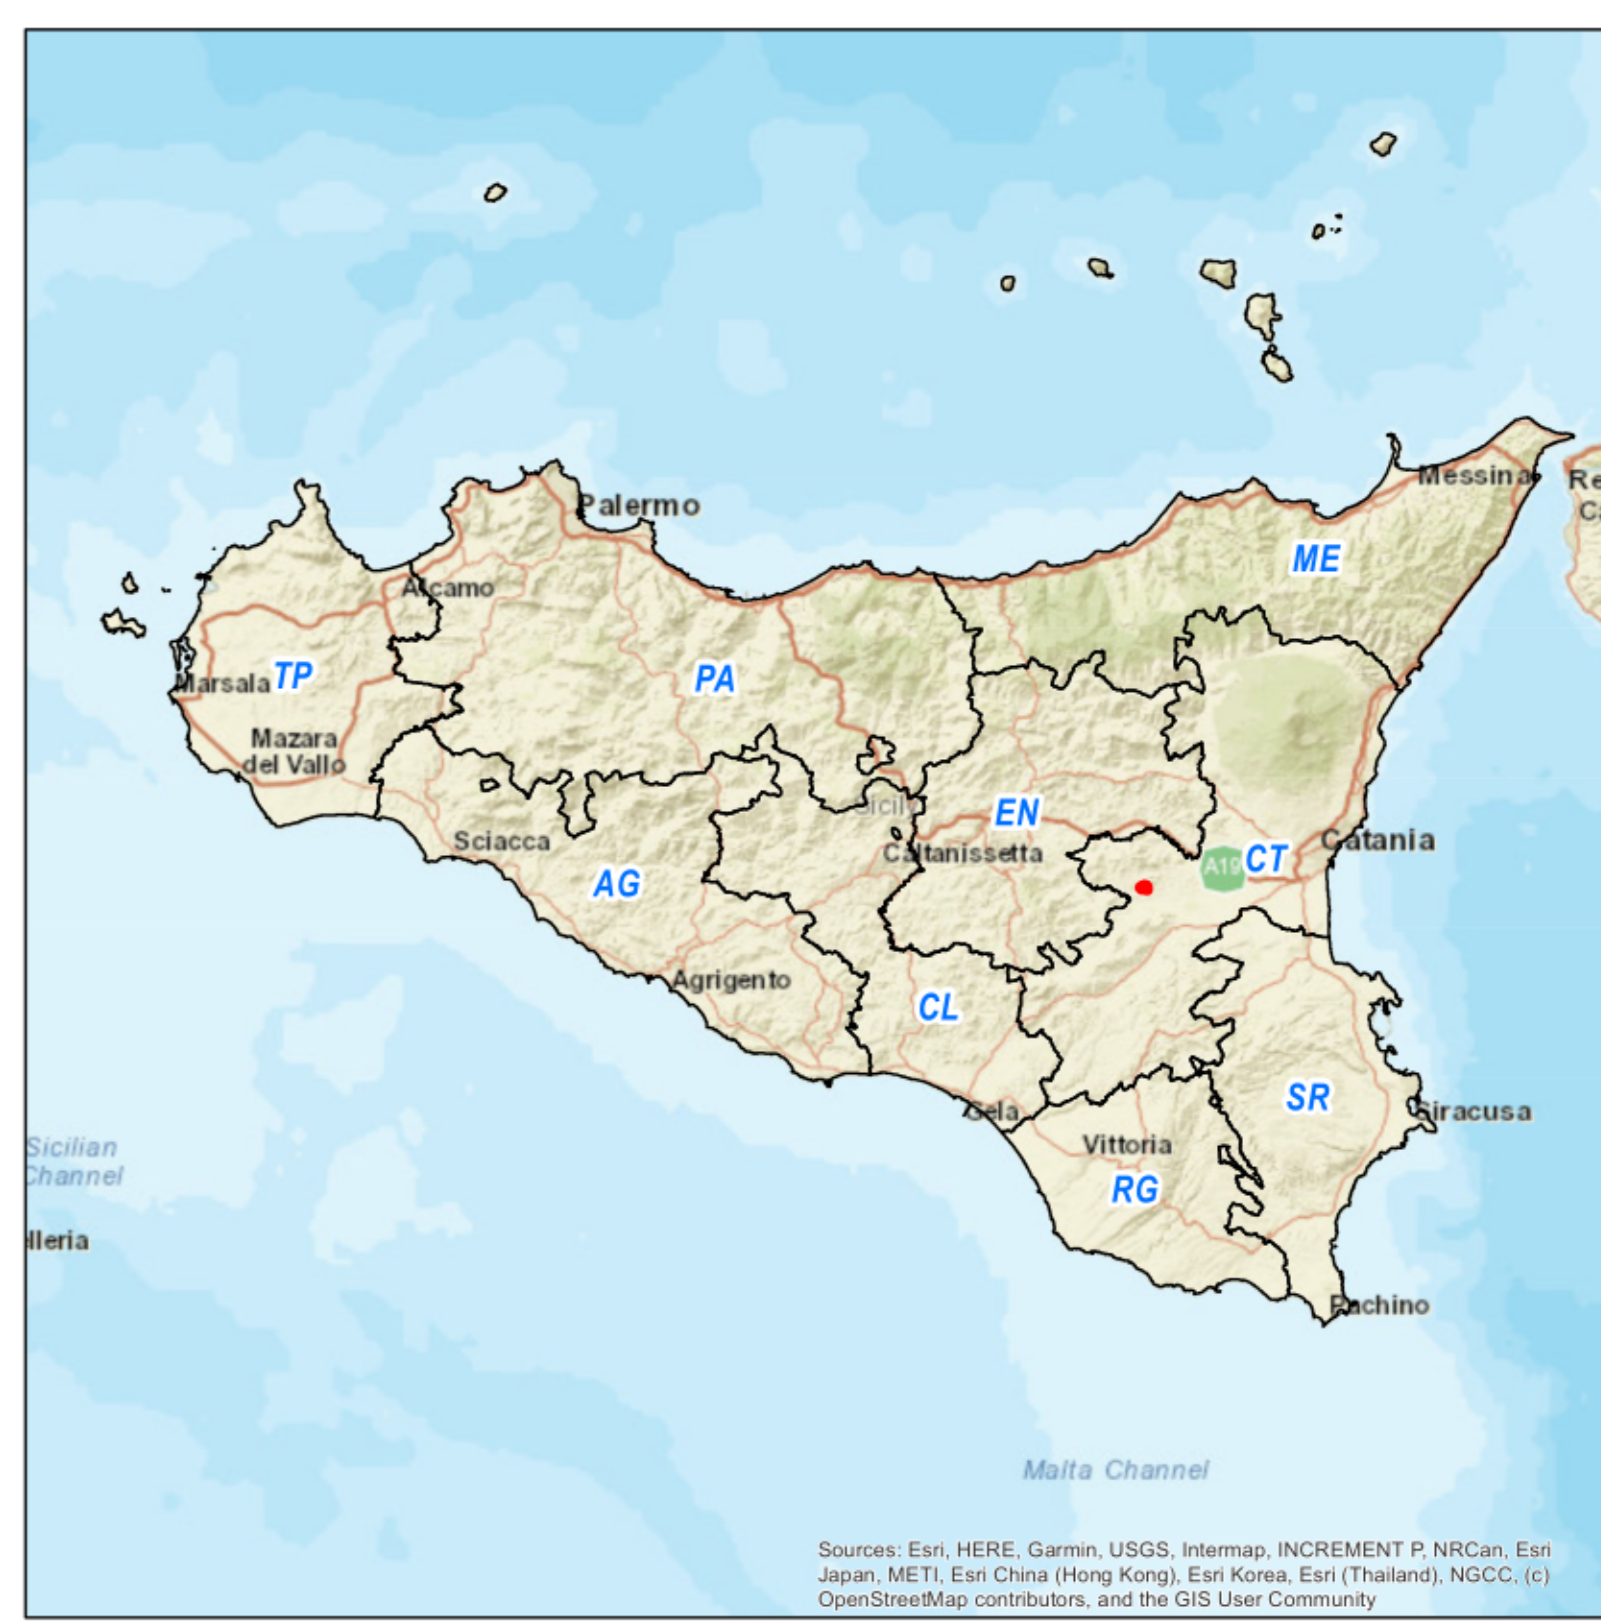 Messina
Re
Ca
Palermo
ME
Alcamo
Marsala
TP
PA
Mazara
del Vallo
Sicily
EN
Sciacca
Caltanissetta
A19
CT
Catania
AG
Agrigento
CL
SR
Gela
Siracusa
Vittoria
Sicilian
Channel
RG
lleria
Pachino
Malta Channel
Sources: Esri, HERE, Garmin, USGS, Intermap, INCREMENT P, NRCan, Esri
Japan, METI, Esri China (Hong Kong), Esri Korea, Esri (Thailand), NGCC, (c)
OpenStreetMap contributors, and the GIS User Community